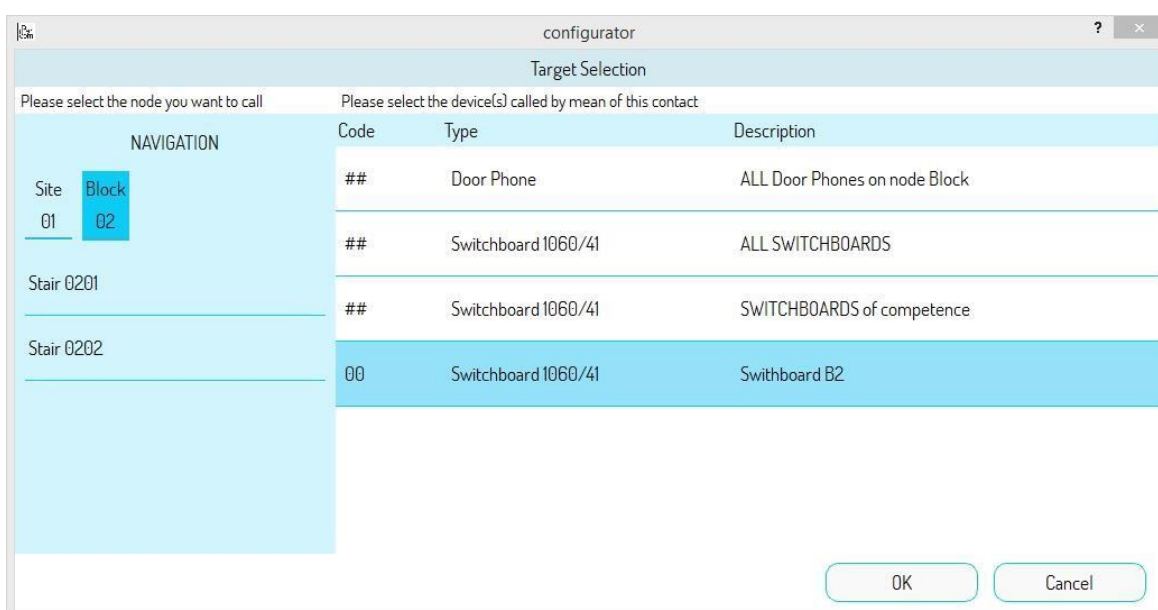 configurator
?
Target Selection
Please select the node you want to call
Please select the device(s) called by mean of this contact
NAVIGATION
Site Block
01 02
Stair 0201
Stair 0202
Code Type Description
## Door Phone ALL Door Phones on node Block
## Switchboard 1060/41 ALL SWITCHBOARDS
## Switchboard 1060/41 SWITCHBOARDS of competence
00 Switchboard 1060/41 Swithboard B2
OK Cancel